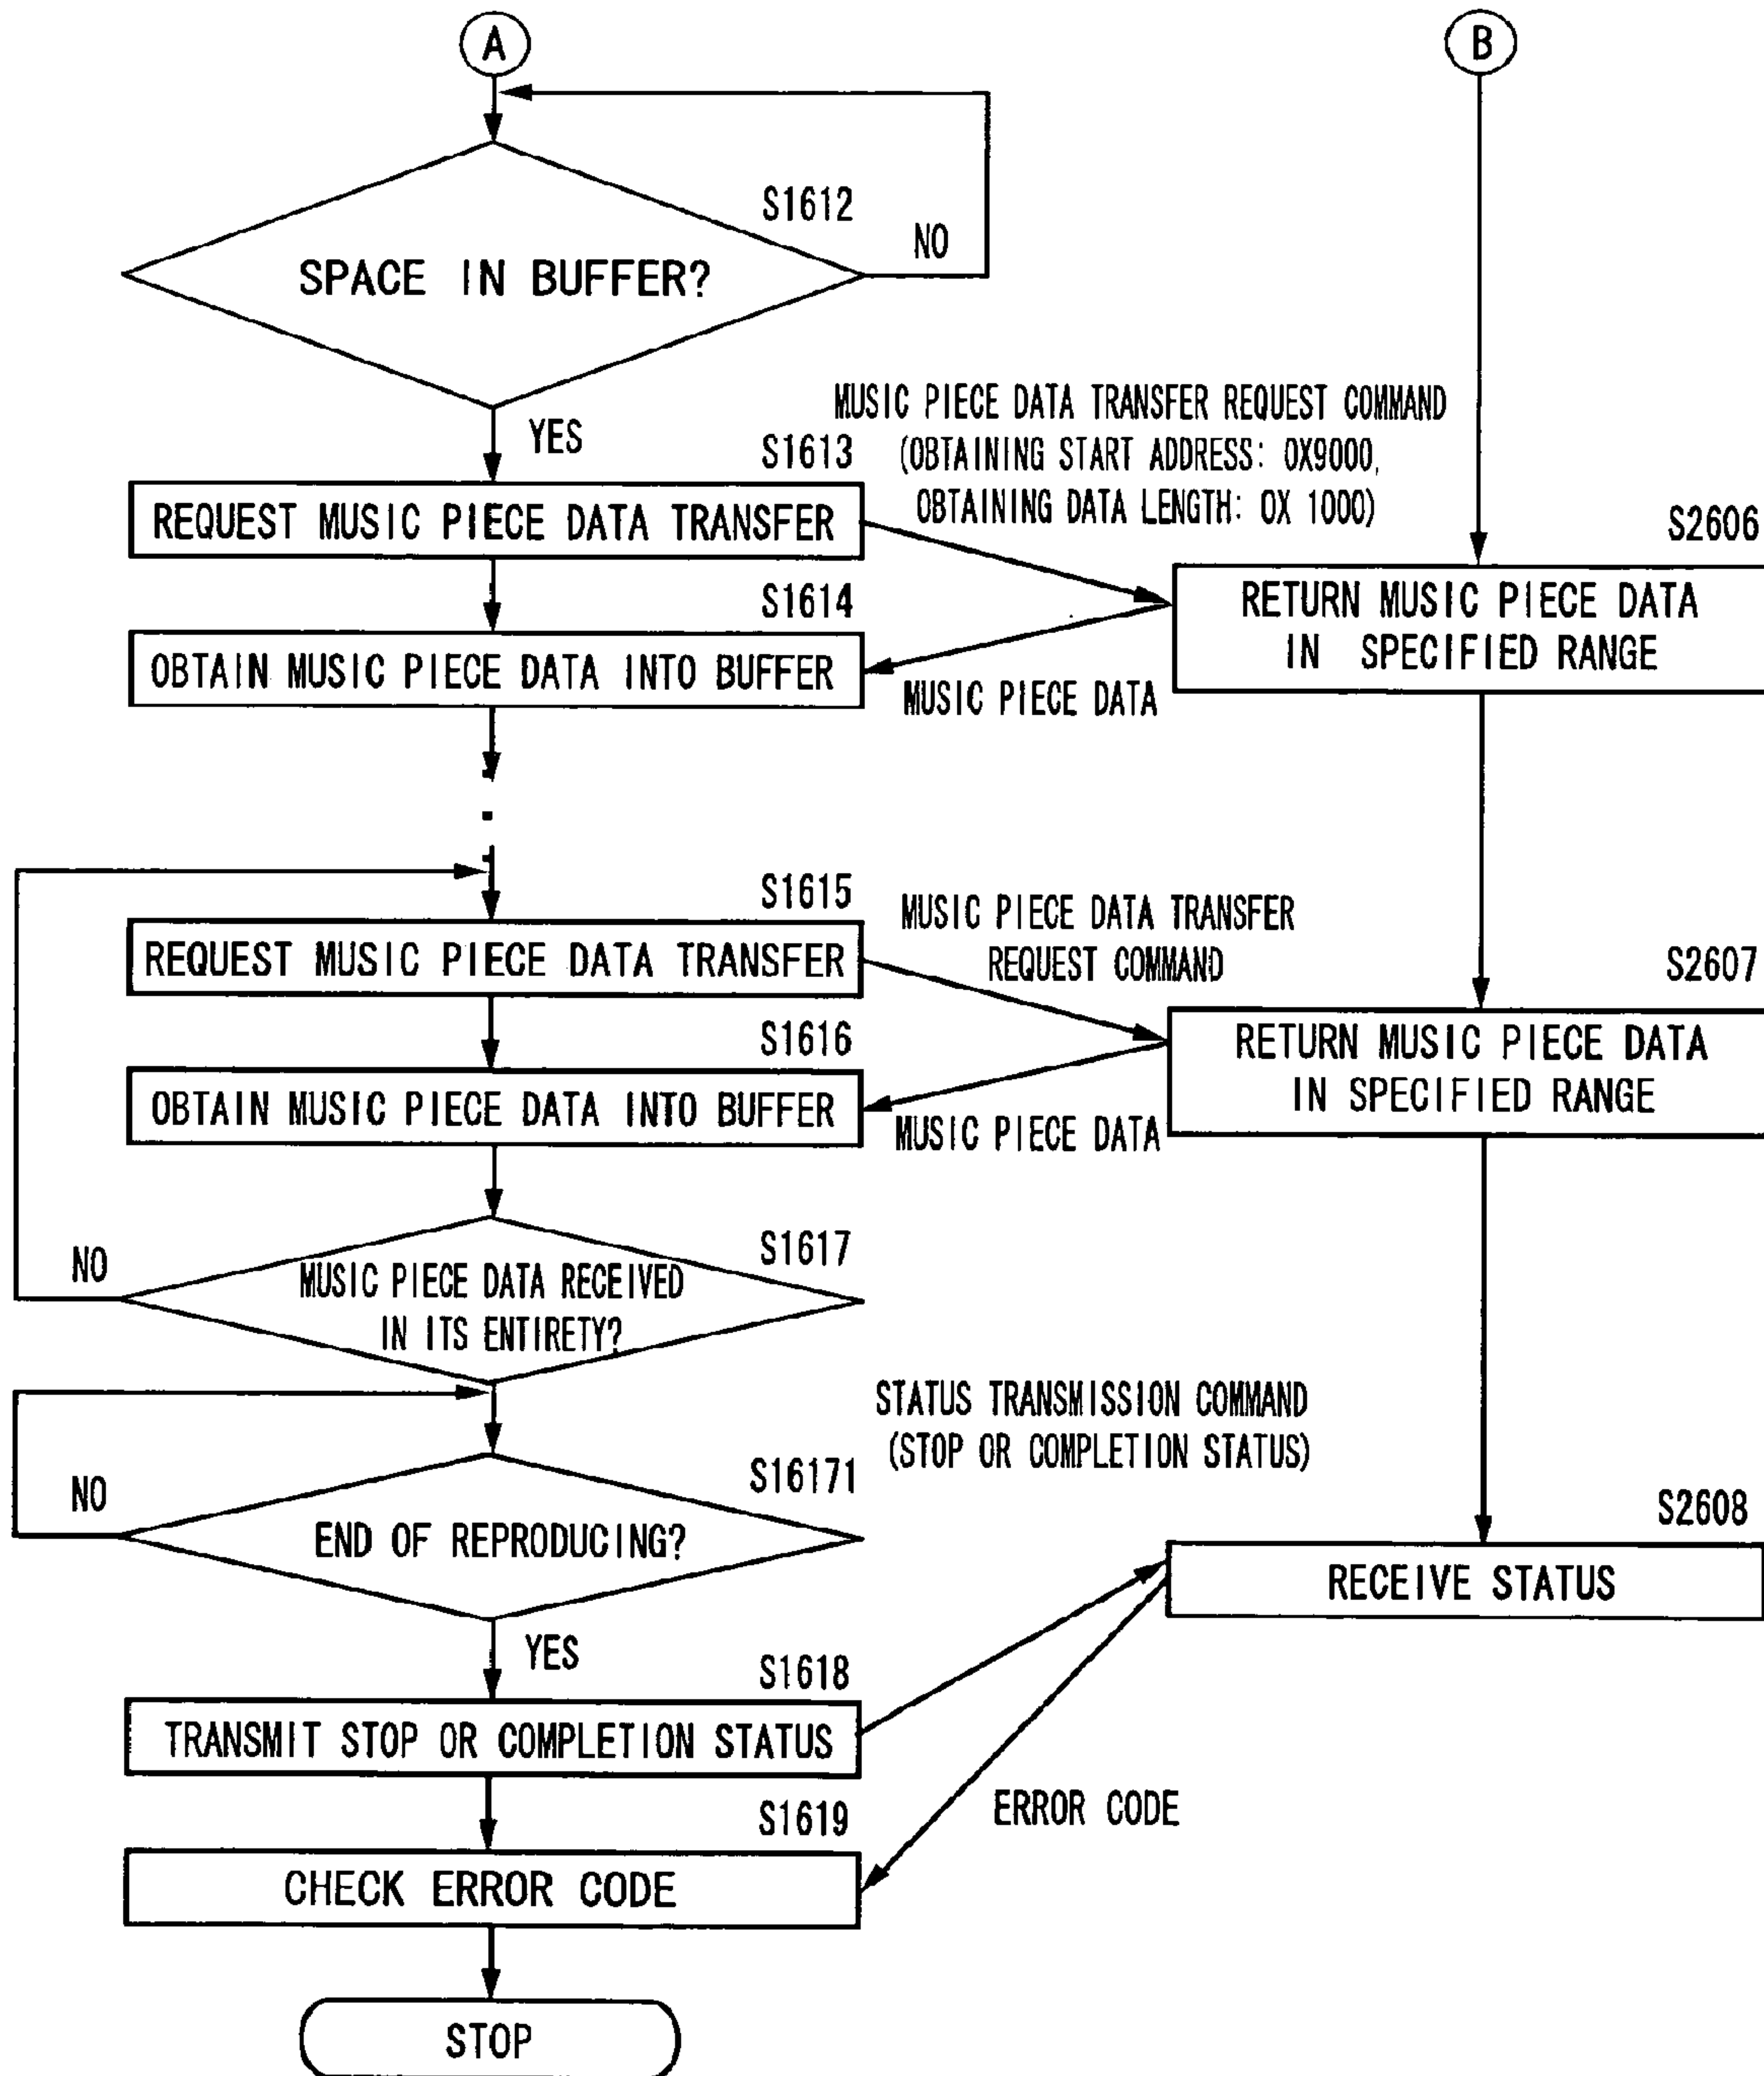 A
B
S1612
NO
SPACE IN BUFFER?
YES
MUSIC PIECE DATA TRANSFER REQUEST COMMAND
(OBTAINING START ADDRESS: 0X9000,
OBTAINING DATA LENGTH: 0X 1000)
S1613
REQUEST MUSIC PIECE DATA TRANSFER
S2606
RETURN MUSIC PIECE DATA
IN SPECIFIED RANGE
S1614
OBTAIN MUSIC PIECE DATA INTO BUFFER
MUSIC PIECE DATA
S1615
REQUEST MUSIC PIECE DATA TRANSFER
MUSIC PIECE DATA TRANSFER
REQUEST COMMAND
S2607
RETURN MUSIC PIECE DATA
IN SPECIFIED RANGE
S1616
OBTAIN MUSIC PIECE DATA INTO BUFFER
MUSIC PIECE DATA
S1617
NO
MUSIC PIECE DATA RECEIVED
IN ITS ENTIRETY?
STATUS TRANSMISSION COMMAND
(STOP OR COMPLETION STATUS)
S16171
NO
END OF REPRODUCING?
S2608
RECEIVE STATUS
YES
S1618
TRANSMIT STOP OR COMPLETION STATUS
ERROR CODE
S1619
CHECK ERROR CODE
STOP